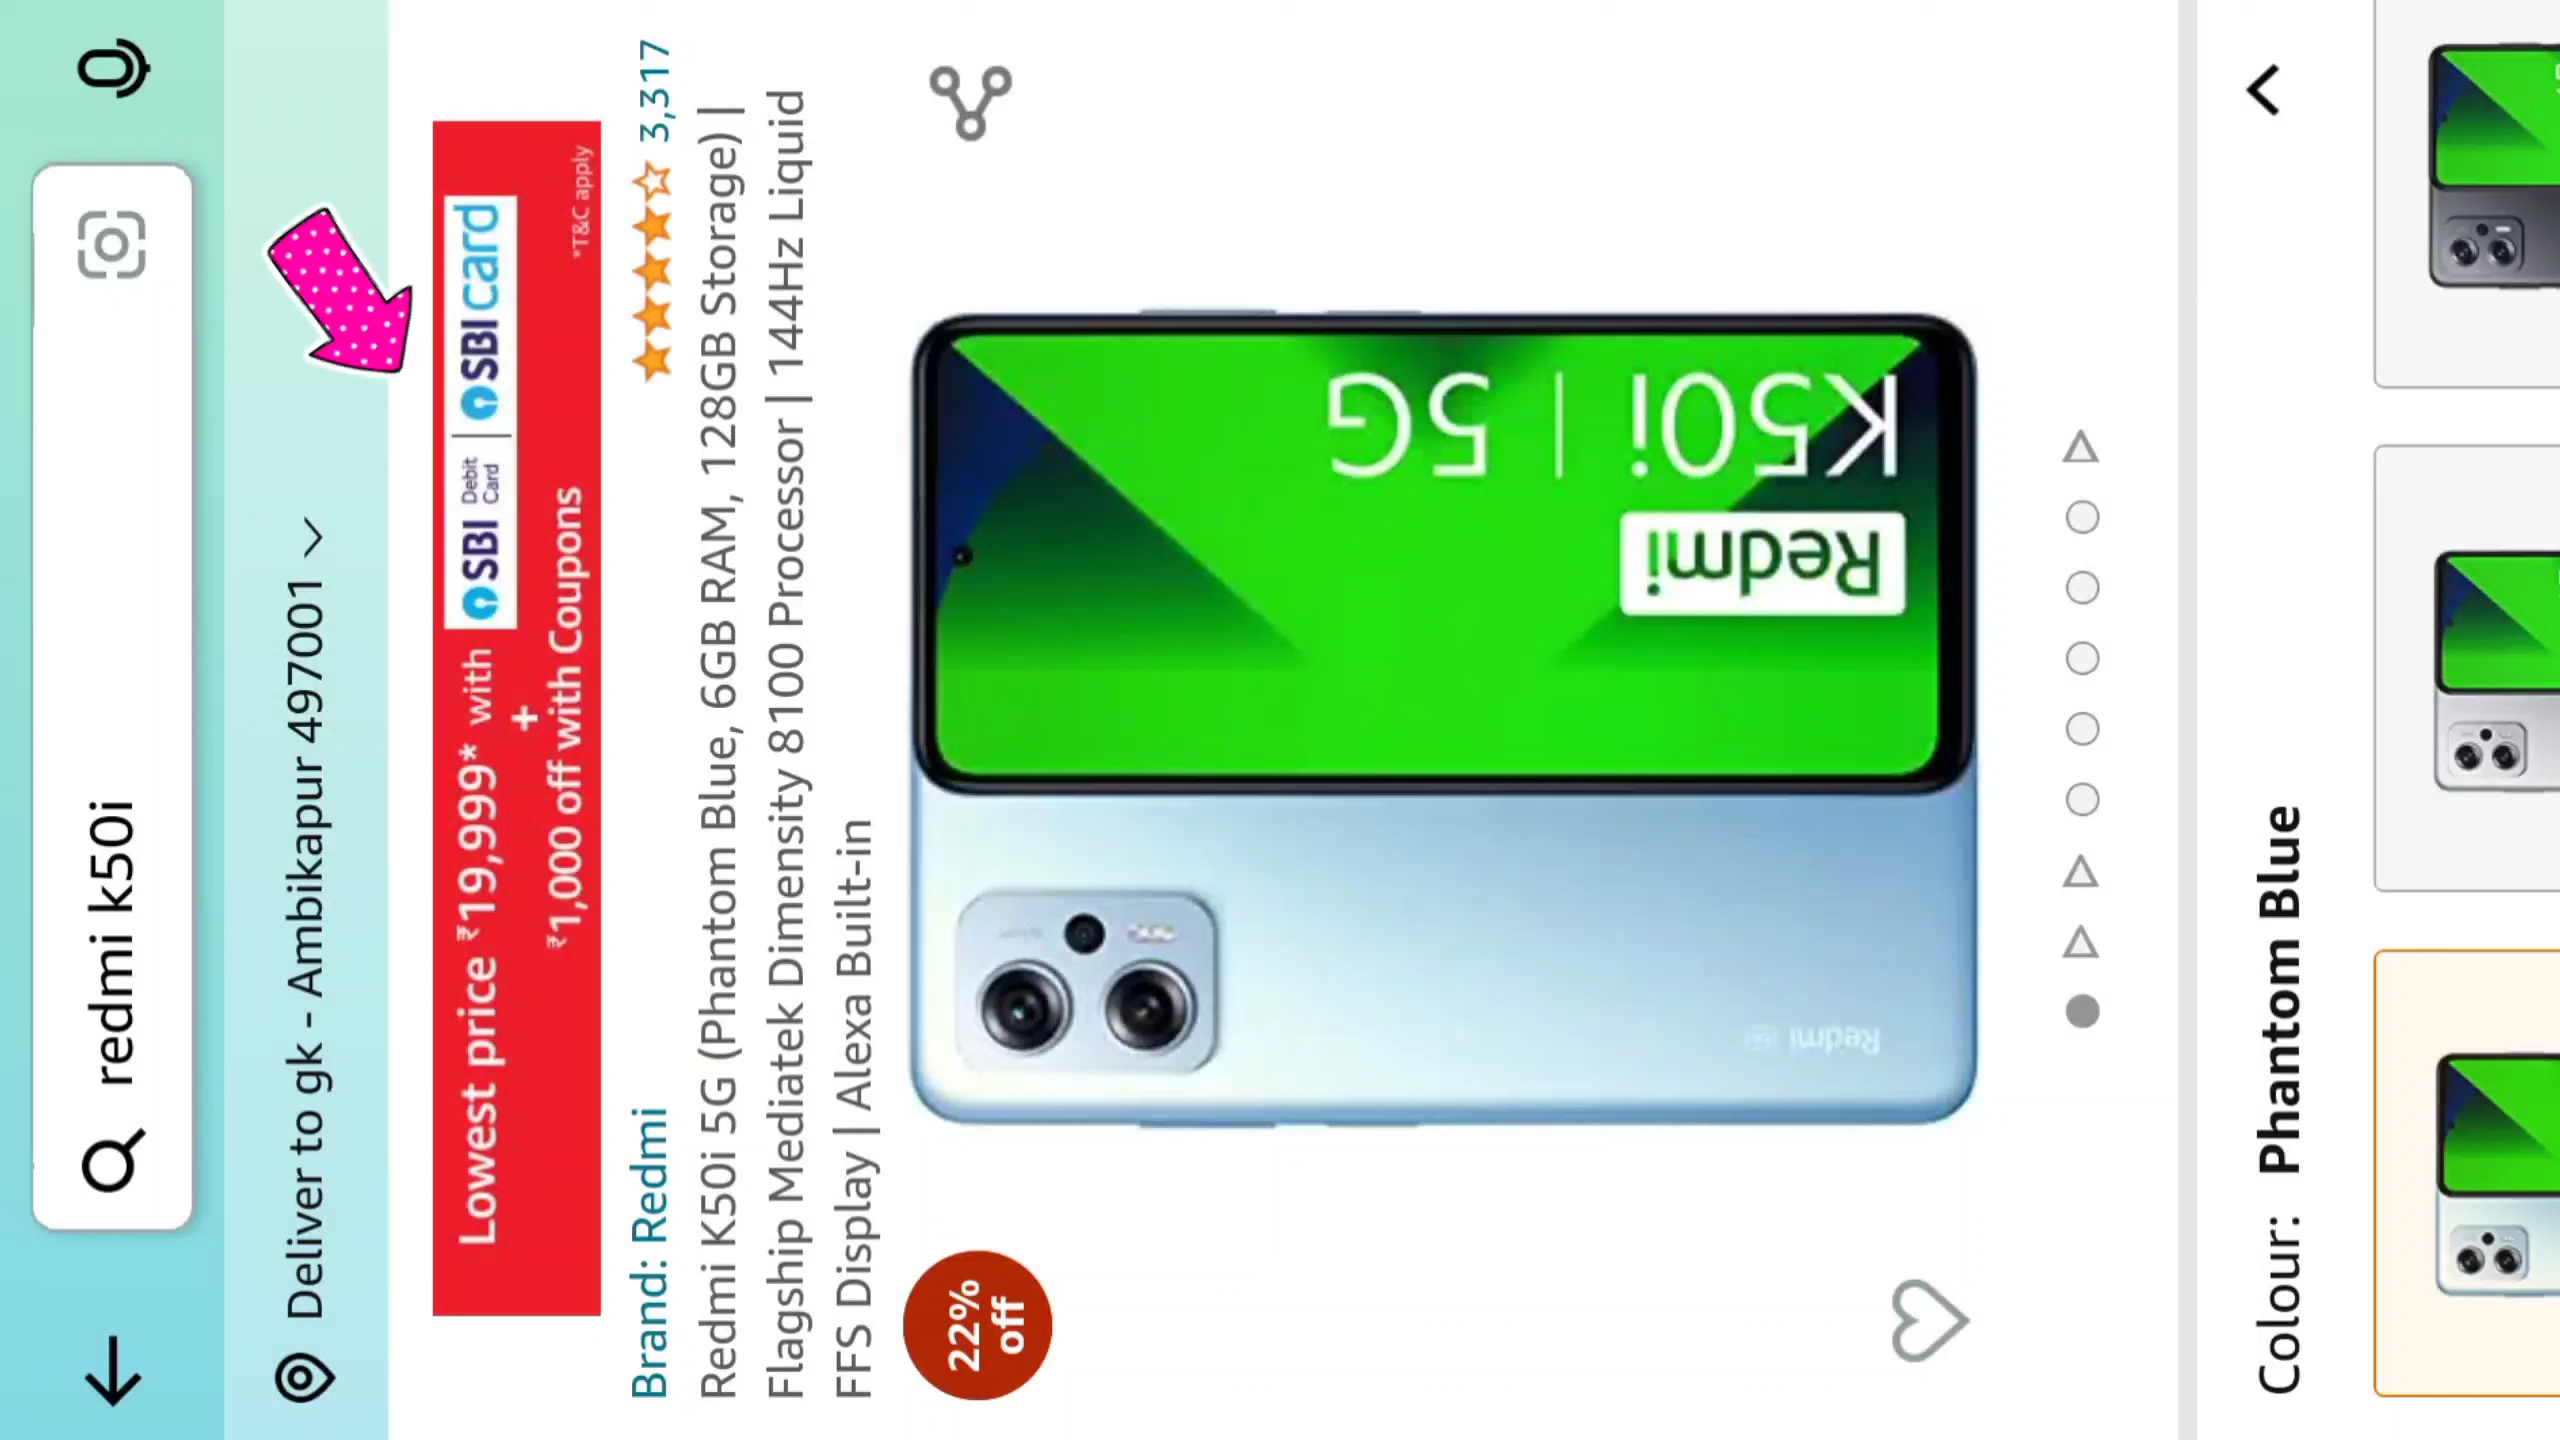 redmi k50i
Deliver to gk - Ambikapur 497001
Lowest price ₹19,999* with SBI Debit Card | SBI card
+
₹1,000 off with Coupons
*T&C apply
Brand: Redmi
3,317
Redmi K50i 5G (Phantom Blue, 6GB RAM, 128GB Storage) |
Flagship Mediatek Dimensity 8100 Processor | 144Hz Liquid
FFS Display | Alexa Built-in
22%
off
Redmi
K50i | 5G
Redmi
Colour: Phantom Blue